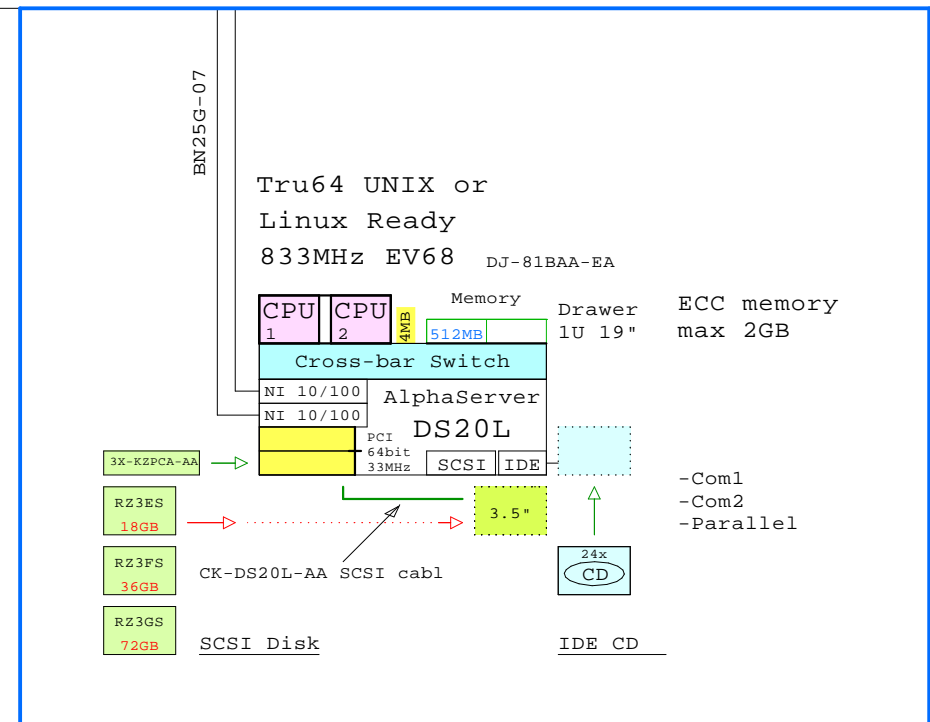 BN25G-07
Tru64 UNIX or
Linux Ready
833MHz EV68 DJ-81BAA-EA
CPU
1
CPU
2
4MB
Memory
512MB
Drawer
1U 19"
ECC memory
max 2GB
Cross-bar Switch
NI 10/100
NI 10/100
AlphaServer
DS20L
PCI
64bit
33MHz
SCSI
IDE
3X-KZPCA-AA
RZ3ES
18GB
3.5"
-Com1
-Com2
-Parallel
RZ3FS
36GB
CK-DS20L-AA SCSI cabl
24x
CD
RZ3GS
72GB
SCSI Disk
IDE CD